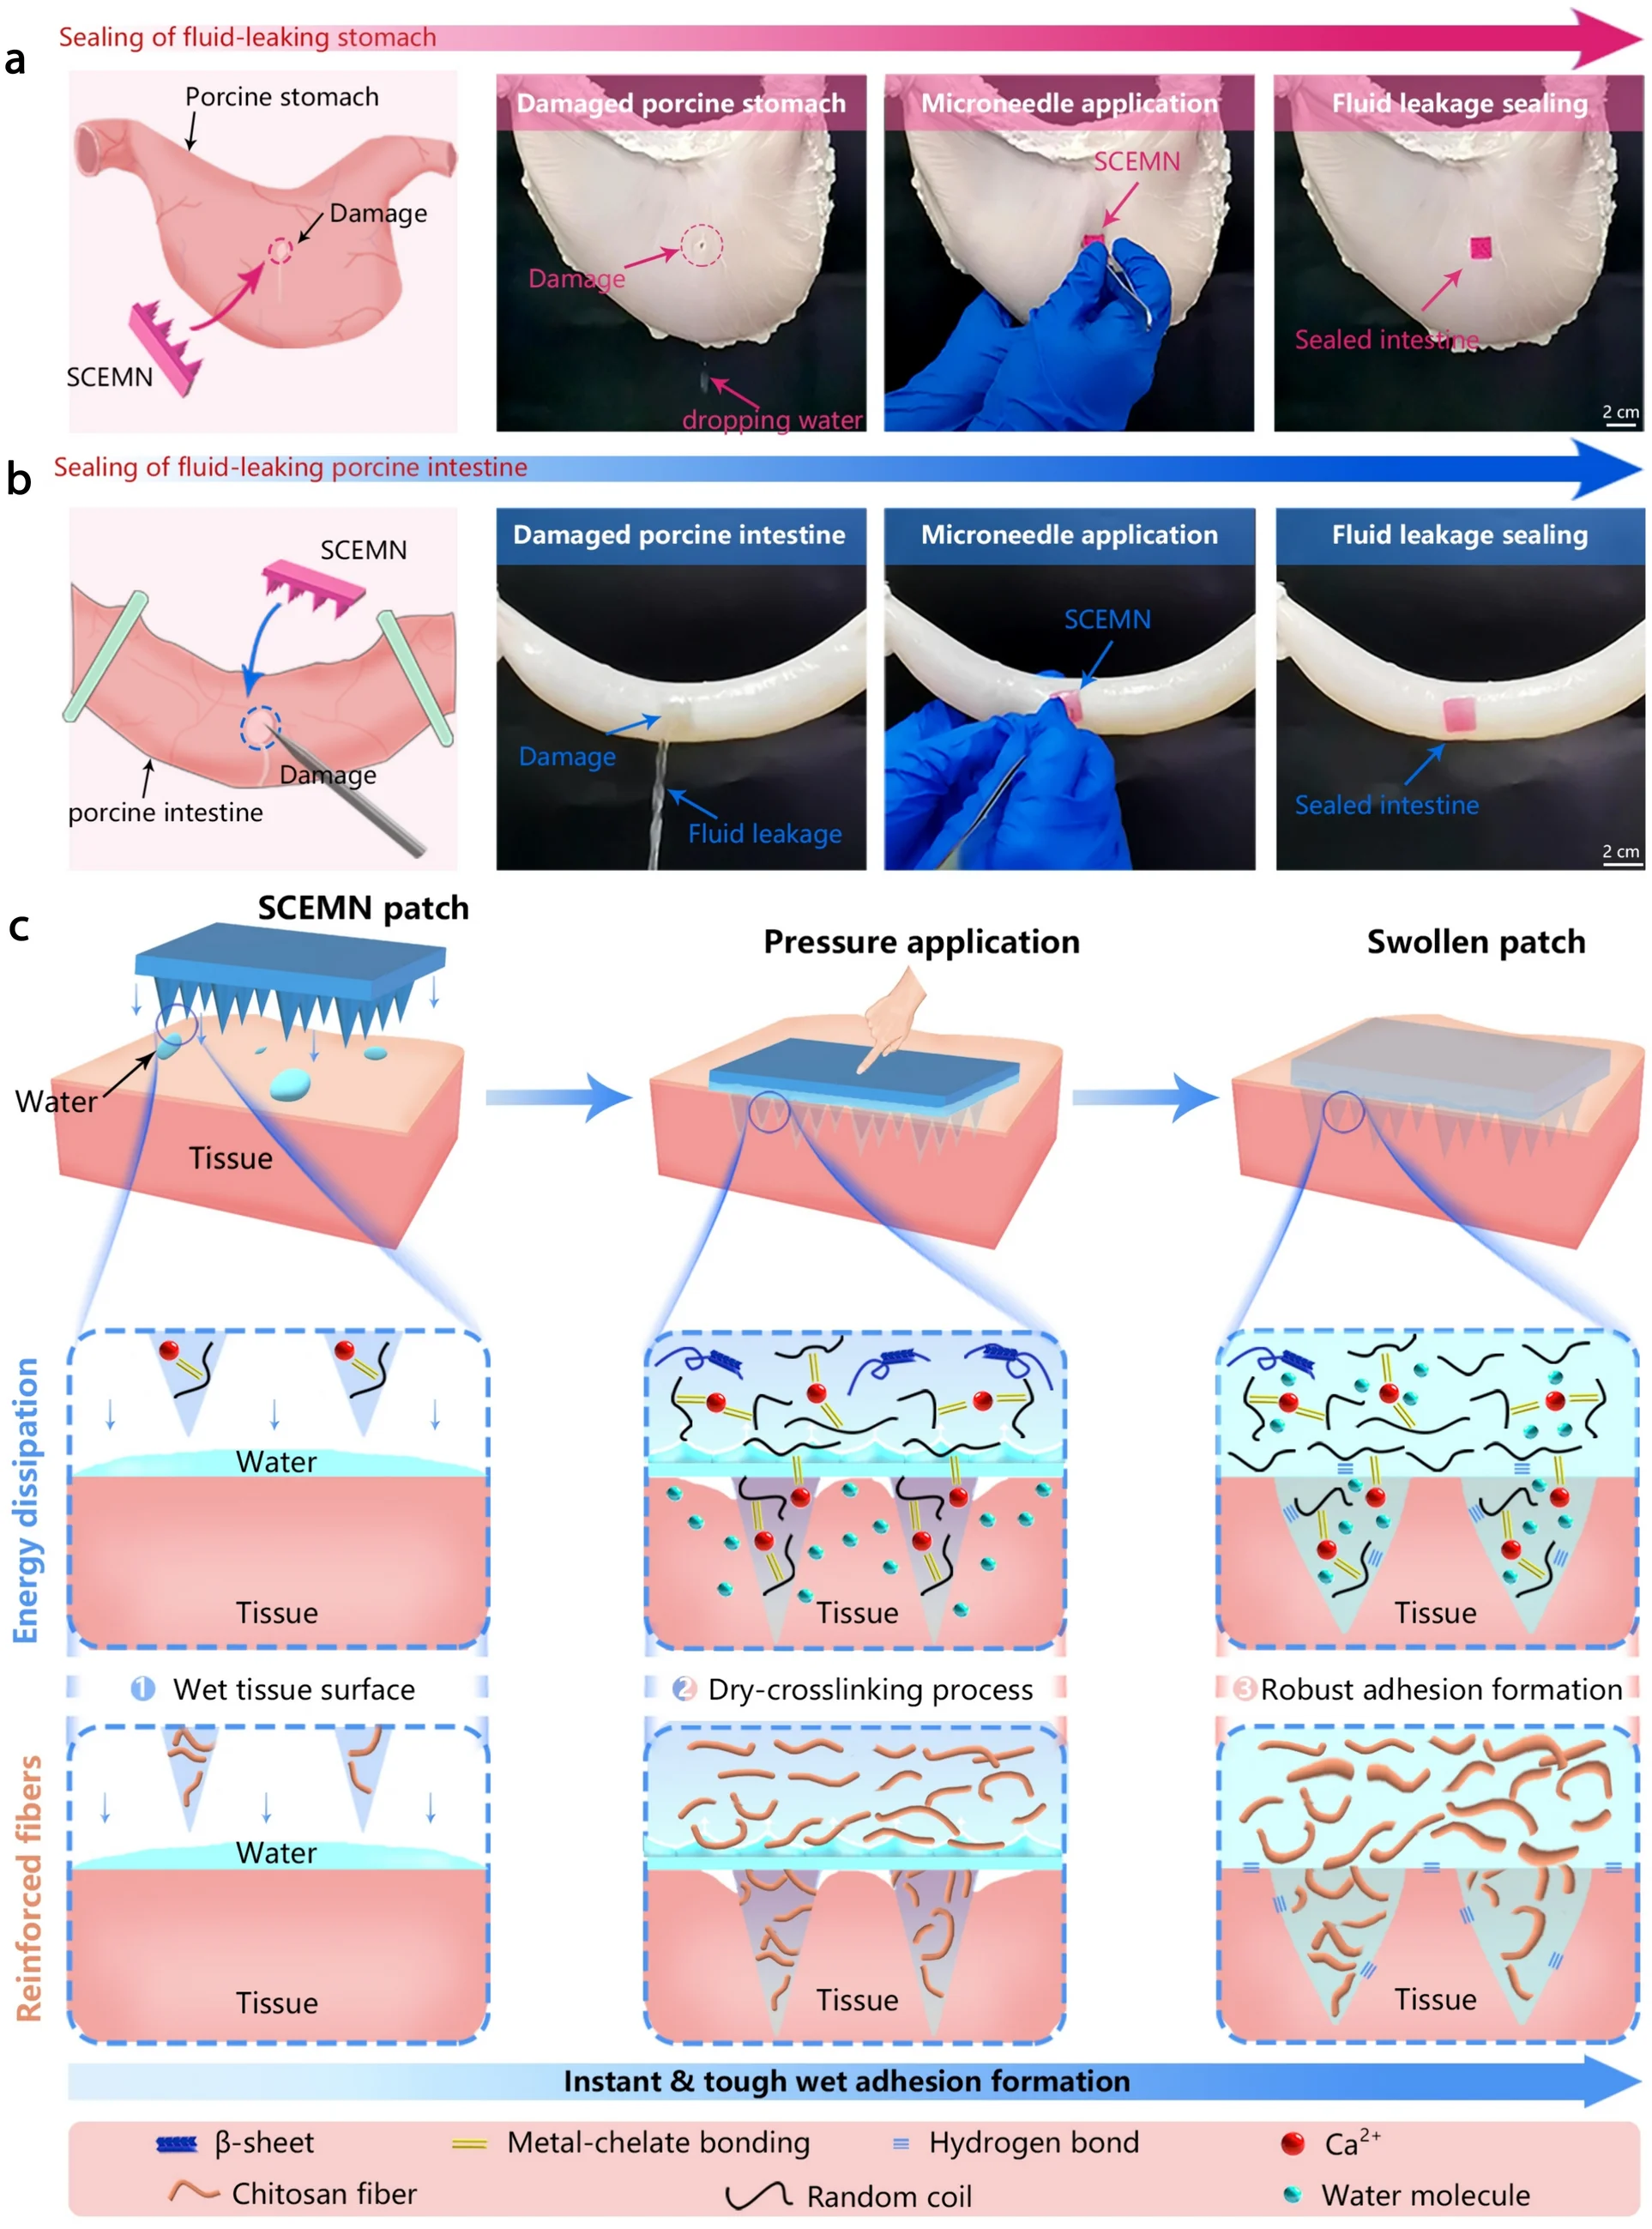 a
Sealing of fluid-leaking stomach
Porcine stomach
Damage
SCEMN
Damaged porcine stomach
Damage
dropping water
Microneedle application
SCEMN
Fluid leakage sealing
Sealed intestine
2 cm
b
Sealing of fluid-leaking porcine intestine
SCEMN
Damage
porcine intestine
Damaged porcine intestine
Damage
Fluid leakage
Microneedle application
SCEMN
Fluid leakage sealing
Sealed intestine
2 cm
c
SCEMN patch
Pressure application
Swollen patch
Water
Tissue
Energy dissipation
Water
Tissue
Tissue
Tissue
1 Wet tissue surface
2 Dry-crosslinking process
3 Robust adhesion formation
Reinforced fibers
Water
Tissue
Tissue
Tissue
Instant & tough wet adhesion formation
β-sheet
Metal-chelate bonding
Hydrogen bond
Ca²⁺
Chitosan fiber
Random coil
Water molecule